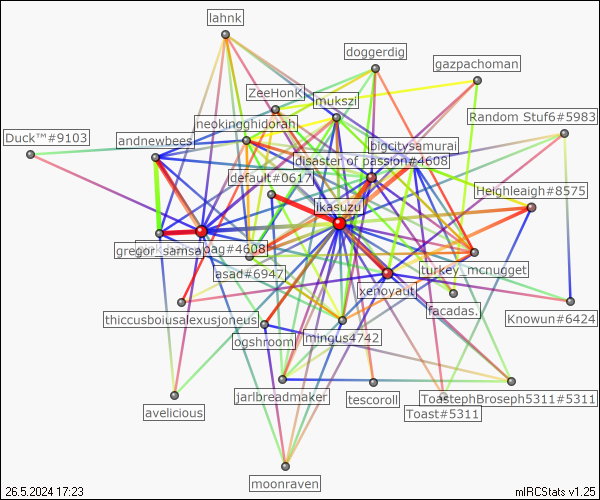 lahnk
doggerdig
gazpachoman
ZeeHonK
mukszi
Random Stuf6#5983
neokingghidorah
Duck™#9103
andnewbees
bigcitysamurai
disaster of passion#4608
default#0617
Heighleaigh#8575
ikasuzu
gregor_samsa
bag#4608
lasad#6947
turkey_mcnugget
xenoyaut
facadas.
thiccusboiusalexusjoneus
Knowun#6424
ogshroom
mingus4742
jarlbreadmaker
tescoroll
ToastephBroseph5311#5311
avelicious
Toast#5311
moonraven
26.5.2024 17:23
mIRCStats v1.25